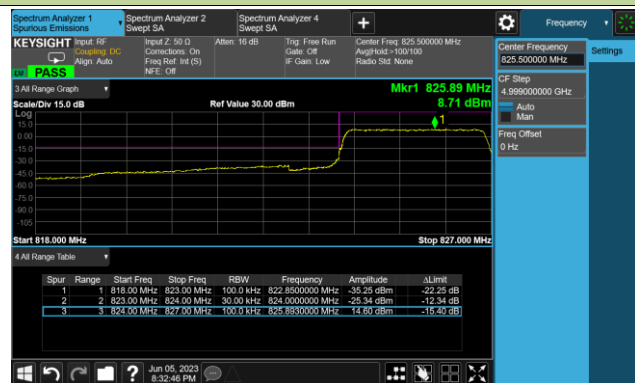 Spectrum Analyzer 1
Spurious Emissions
Spectrum Analyzer 2
Swept SA
Spectrum Analyzer 4
Swept SA
+
Frequency
KEYSIGHT
Input: RF
Coupling: DC
Align: Auto
Input Z: 50 Ω
Corrections: On
Freq Ref: Int (S)
NFE: Off
Atten: 16 dB
Trig: Free Run
Gate: Off
IF Gain: Low
Center Freq: 825.500000 MHz
Avg|Hold:>100/100
Radio Std: None
PASS
Center Frequency
825.500000 MHz
Settings
CF Step
4.999000000 GHz
Auto
Man
Freq Offset
0 Hz
3 All Range Graph
Mkr1 825.89 MHz
Scale/Div 15.0 dB
Ref Value 30.00 dBm
8.71 dBm
Log
15.0
0.00
-15.0
-30.0
-45.0
-60.0
-75.0
-90.0
-105
1
Start 818.000 MHz
Stop 827.000 MHz
4 All Range Table
Spur Range Start Freq Stop Freq RBW Frequency Amplitude ΔLimit
1 1 818.00 MHz 823.00 MHz 100.0 kHz 822.8500000 MHz -35.25 dBm -22.25 dB
2 2 823.00 MHz 824.00 MHz 30.00 kHz 824.0000000 MHz -25.34 dBm -12.34 dB
3 3 824.00 MHz 827.00 MHz 100.0 kHz 825.8930000 MHz 14.60 dBm -15.40 dB
?
Jun 05, 2023
8:32:46 PM